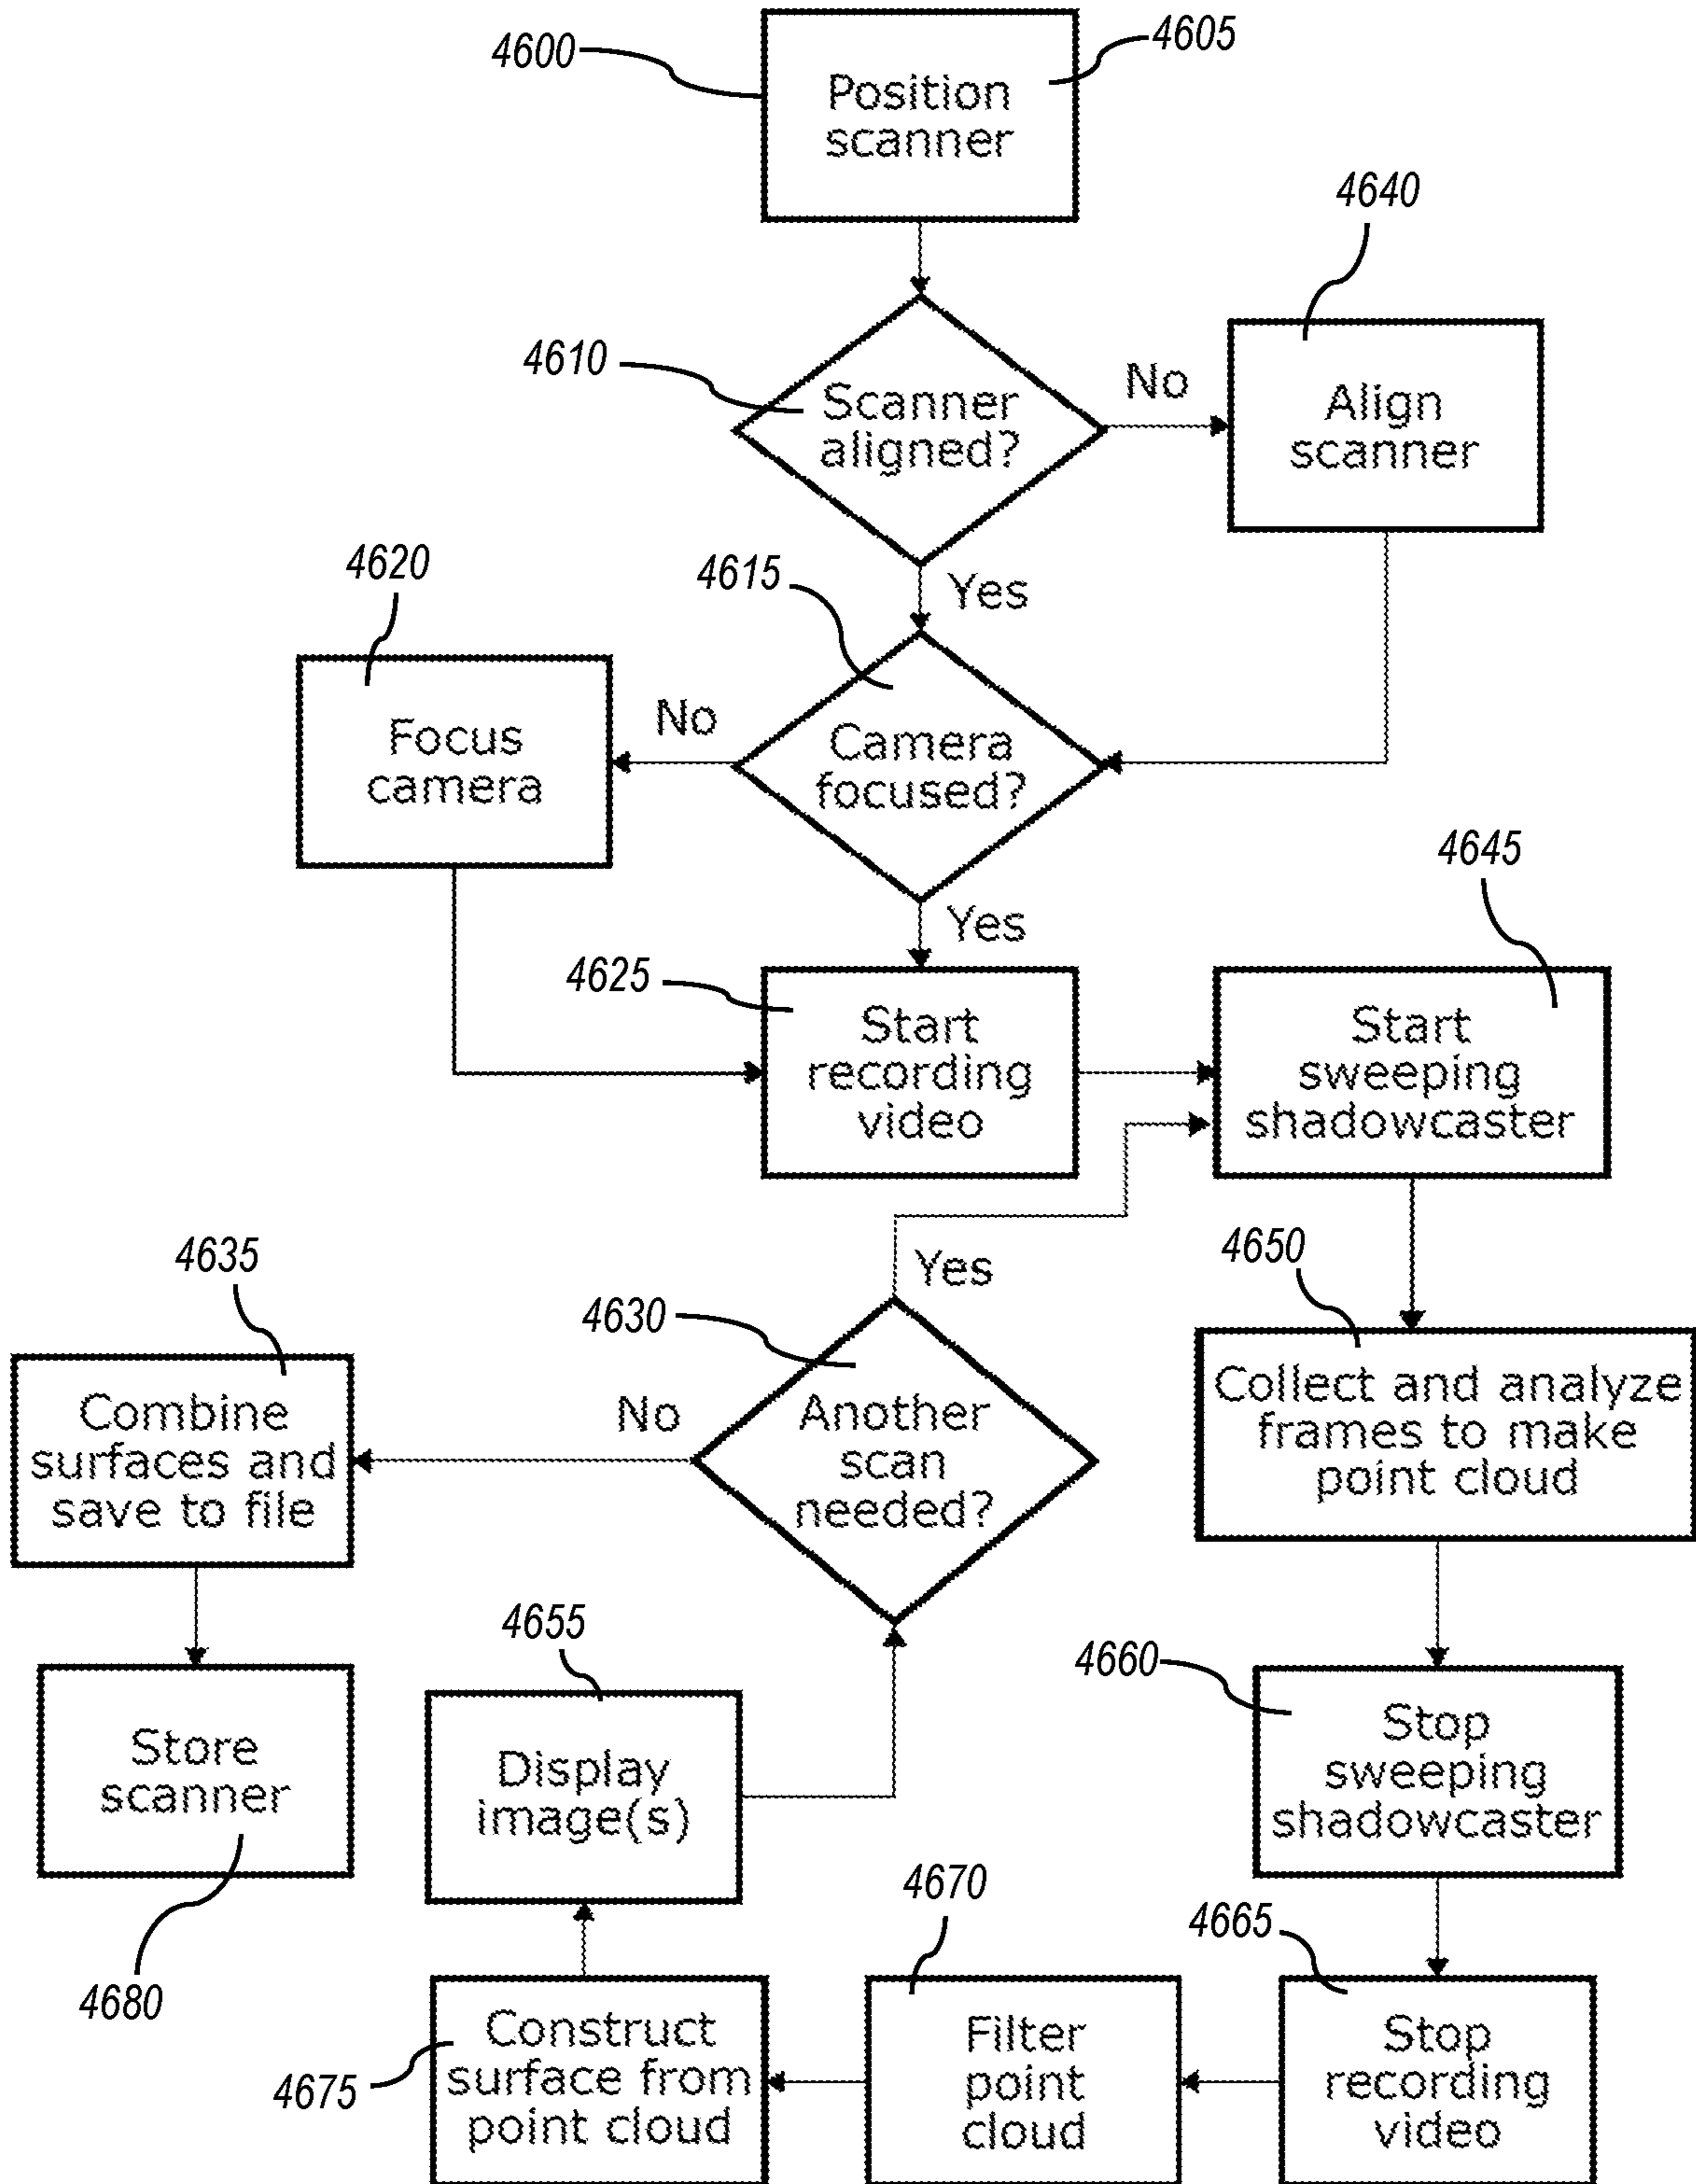 4600
4605
Position
scanner
4640
4610
Scanner
aligned?
No
Align
scanner
Yes
4620
4615
Focus
camera
No
Camera
focused?
Yes
4645
4625
Start
recording
video
Start
sweeping
shadowcaster
4635
4630
Yes
4650
Combine
surfaces and
save to file
No
Another
scan
needed?
Collect and analyze
frames to make
point cloud
4655
4660
Store
scanner
4680
Display
image(s)
Stop
sweeping
shadowcaster
4670
4665
4675
Construct
surface from
point cloud
Filter
point
cloud
Stop
recording
video